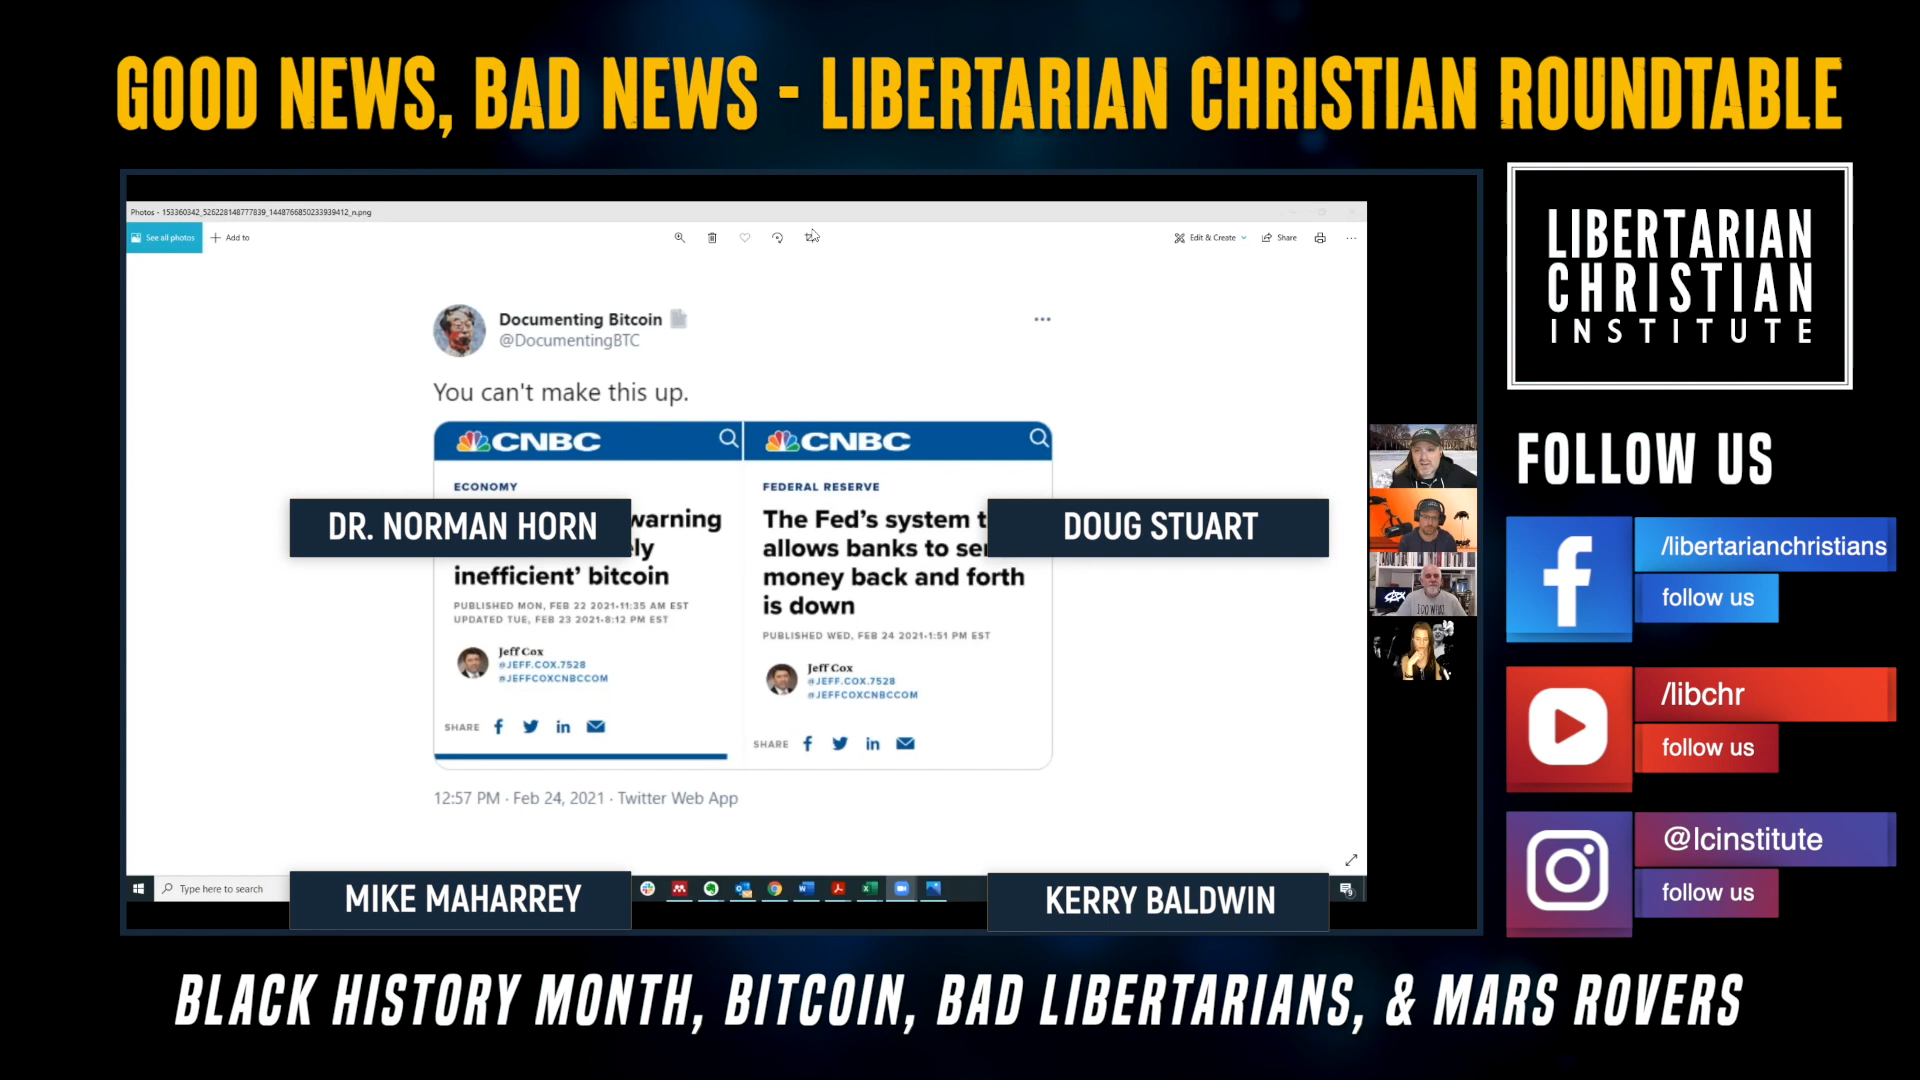 GOOD NEWS, BAD NEWS - LIBERTARIAN CHRISTIAN ROUNDTABLE
Photos - 153360342_526228148777839_1448766850233939412_n.png
See all photos
Add to
Edit & Create
Share
Documenting Bitcoin
@DocumentingBTC
You can't make this up.
CNBC
ECONOMY
warning
ly
inefficient’ bitcoin
PUBLISHED MON, FEB 22 2021•11:35 AM EST
UPDATED TUE, FEB 23 2021•8:12 PM EST
Jeff Cox
@JEFF.COX.7528
@JEFFCOXCNBCCOM
SHARE
CNBC
FEDERAL RESERVE
The Fed’s system t
allows banks to se
money back and forth
is down
PUBLISHED WED, FEB 24 2021•1:51 PM EST
Jeff Cox
@JEFF.COX.7528
@JEFFCOXCNBCCOM
SHARE
12:57 PM · Feb 24, 2021 · Twitter Web App
DR. NORMAN HORN
DOUG STUART
I DO WHAT
Type here to search
MIKE MAHARREY
KERRY BALDWIN
LIBERTARIAN
CHRISTIAN
INSTITUTE
FOLLOW US
/libertarianchristians
follow us
/libchr
follow us
@lcinstitute
follow us
BLACK HISTORY MONTH, BITCOIN, BAD LIBERTARIANS, & MARS ROVERS